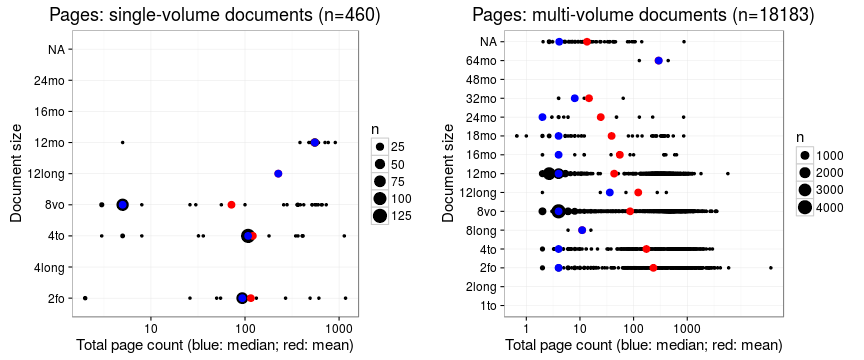 Pages: single-volume documents (n=460)
Document size
NA
24mo
16mo
12mo
12long
8vo
4to
4long
2fo
10
100
1000
Total page count (blue: median; red: mean)
n
25
50
75
100
125
Pages: multi-volume documents (n=18183)
Document size
NA
64mo
48mo
32mo
24mo
18mo
16mo
12mo
12long
8vo
8long
4to
2fo
2long
1to
1
10
100
1000
Total page count (blue: median; red: mean)
n
1000
2000
3000
4000